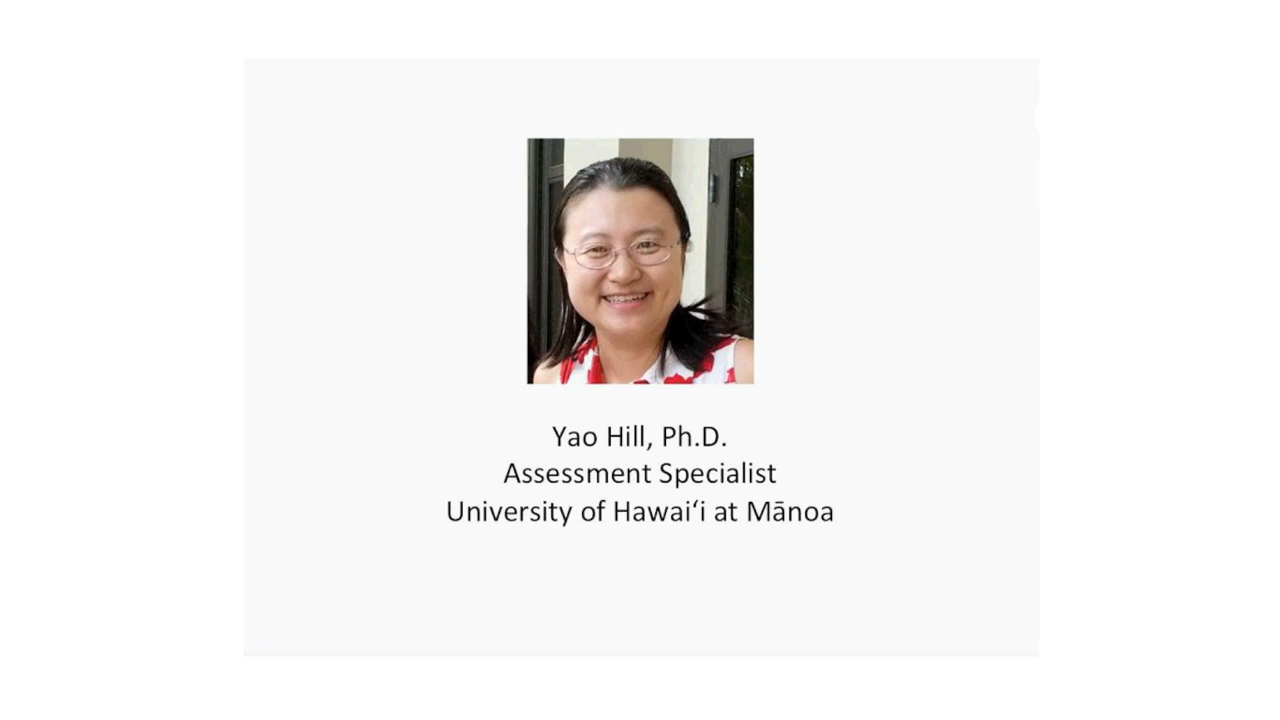 Yao Hill, Ph.D.
Assessment Specialist
University of Hawaiʻi at Mānoa